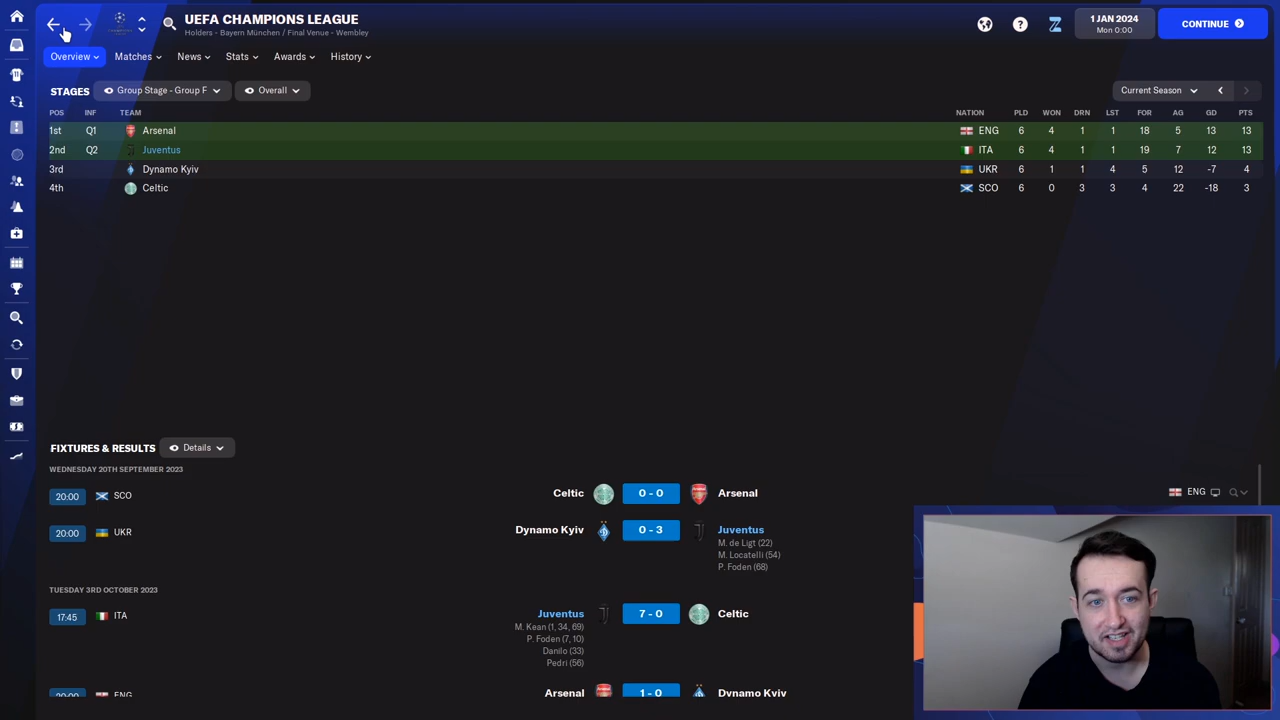 UEFA CHAMPIONS LEAGUE
Holders - Bayern München / Final Venue - Wembley
1 JAN 2024
Mon 0:00
CONTINUE
Overview
Matches
News
Stats
Awards
History
STAGES
Group Stage - Group F
Overall
Current Season
POS INF TEAM NATION PLD WON DRN LST FOR AG GD PTS
1st Q1 Arsenal ENG 6 4 1 1 18 5 13 13
2nd Q2 Juventus ITA 6 4 1 1 19 7 12 13
3rd Dynamo Kyiv UKR 6 1 1 4 5 12 -7 4
4th Celtic SCO 6 0 3 3 4 22 -18 3
FIXTURES & RESULTS Details
WEDNESDAY 20TH SEPTEMBER 2023
20:00 SCO Celtic 0 - 0 Arsenal ENG
20:00 UKR Dynamo Kyiv 0 - 3 Juventus
M. de Ligt (22)
M. Locatelli (54)
P. Foden (68)
TUESDAY 3RD OCTOBER 2023
17:45 ITA Juventus 7 - 0 Celtic
M. Kean (1, 34, 69)
P. Foden (7, 10)
Danilo (33)
Pedri (56)
20:00 ENG Arsenal 1 - 0 Dynamo Kyiv